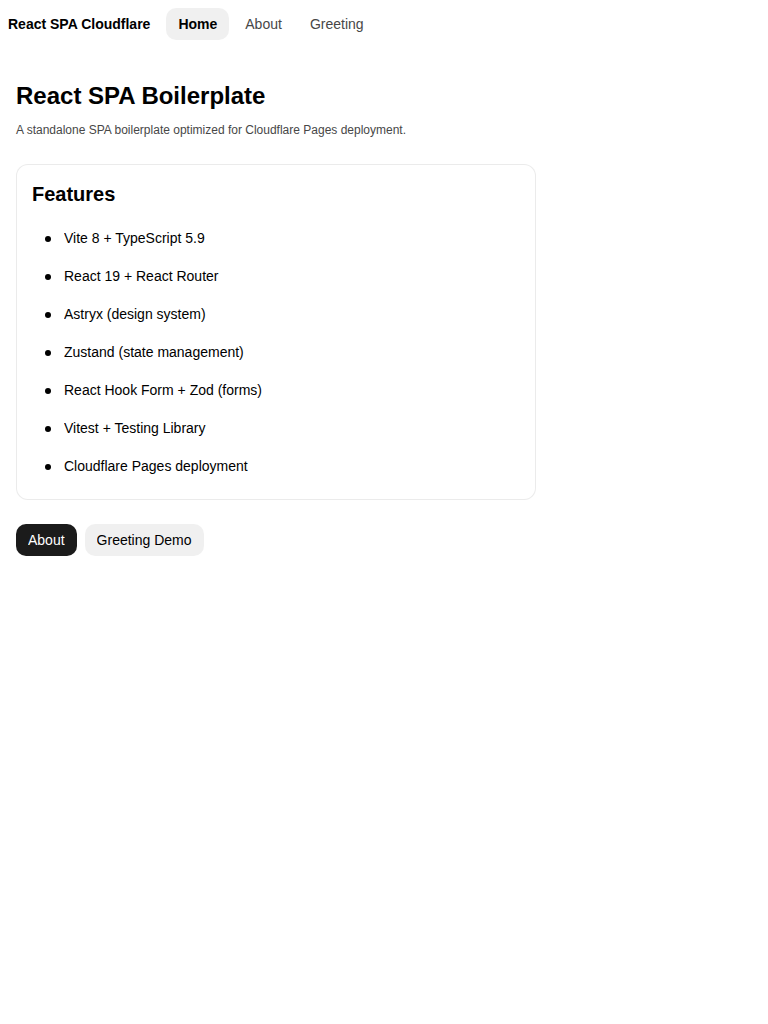 React SPA Cloudflare Home About Greeting
React SPA Boilerplate
A standalone SPA boilerplate optimized for Cloudflare Pages deployment.
Features
Vite 8 + TypeScript 5.9
React 19 + React Router
Astryx (design system)
Zustand (state management)
React Hook Form + Zod (forms)
Vitest + Testing Library
Cloudflare Pages deployment
About Greeting Demo